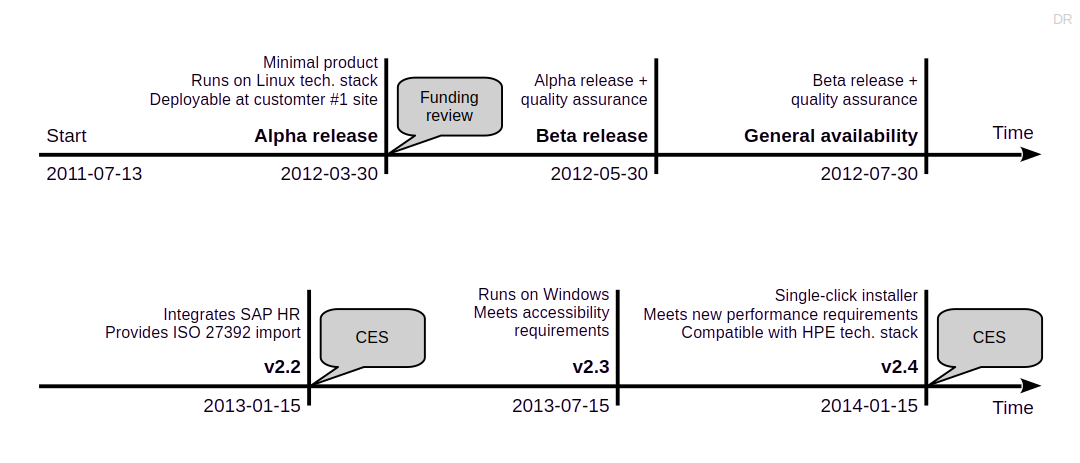 DR
Minimal product
Runs on Linux tech. stack
Deployable at customter #1 site
Funding
review
Alpha release +
quality assurance
Beta release +
quality assurance
Start
Alpha release
Beta release
General availability
Time
2011-07-13
2012-03-30
2012-05-30
2012-07-30
Integrates SAP HR
Provides ISO 27392 import
CES
Runs on Windows
Meets accessibility
requirements
Single-click installer
Meets new performance requirements
Compatible with HPE tech. stack
CES
v2.2
v2.3
v2.4
2013-01-15
2013-07-15
2014-01-15
Time